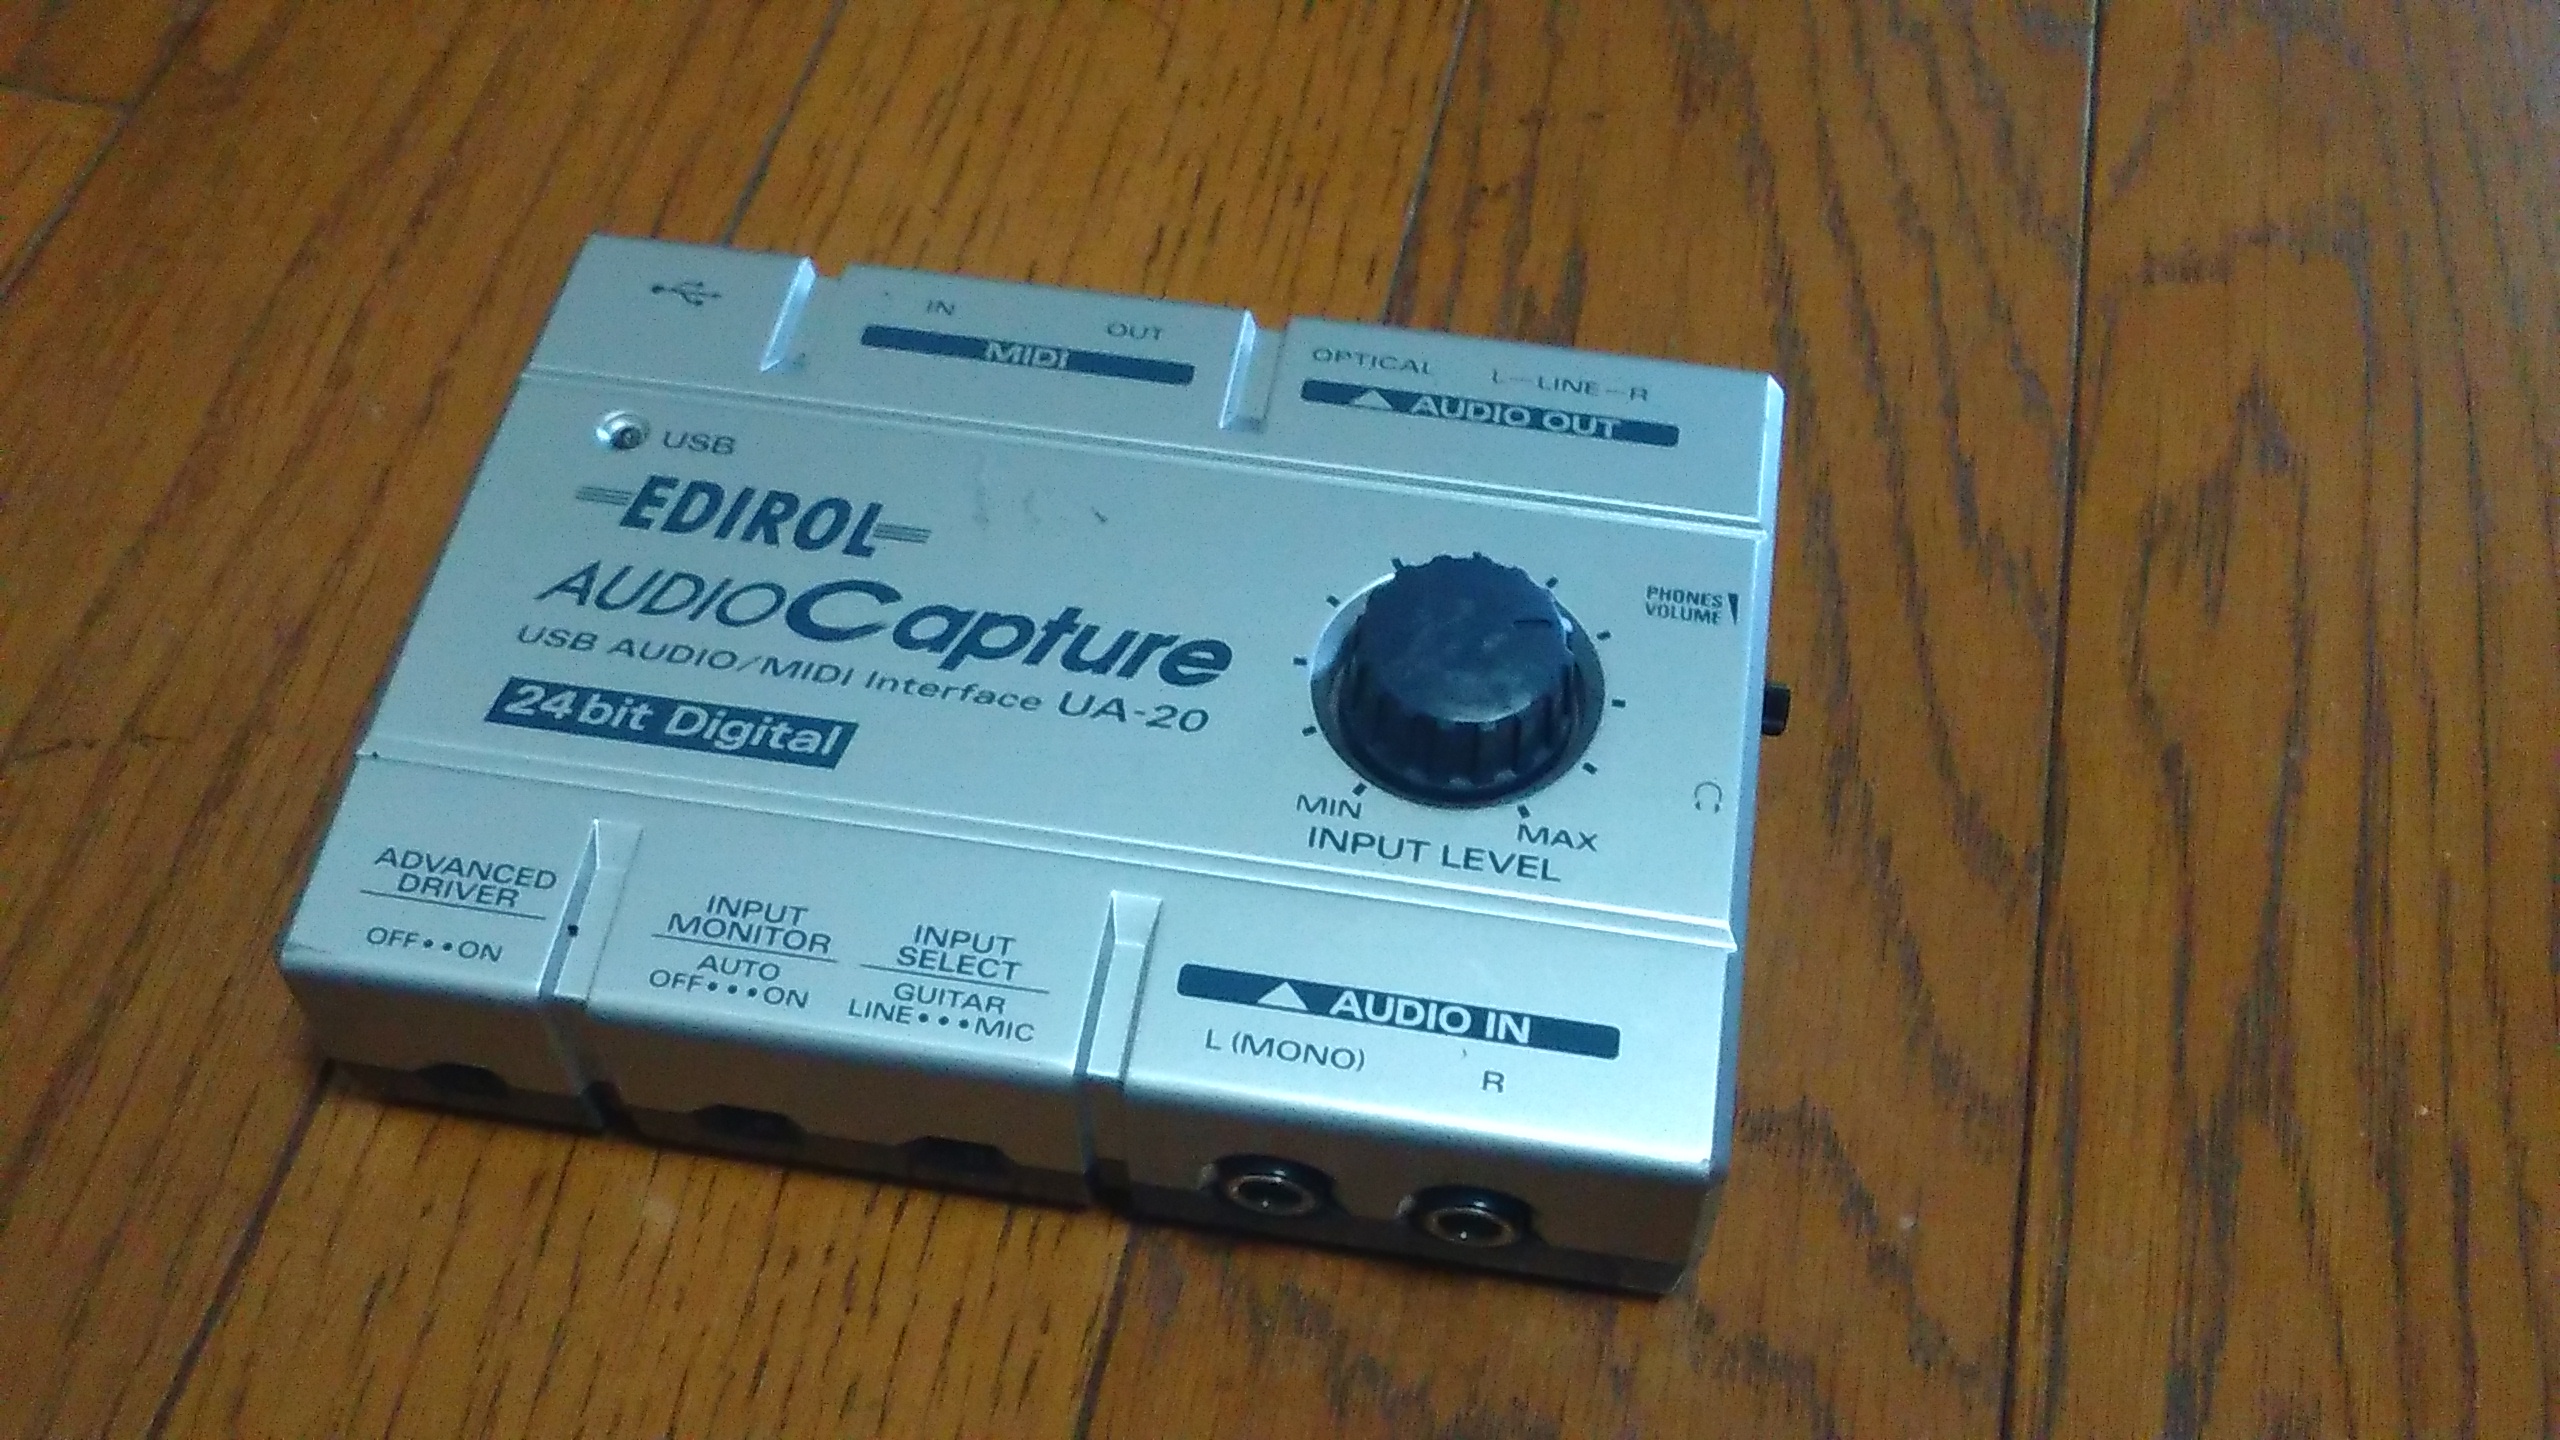 IN
OUT
MIDI
OPTICAL L—LINE—R
AUDIO OUT
USB
EDIROL
AUDIO Capture
USB AUDIO/MIDI Interface UA-20
24bit Digital
PHONES
VOLUME
MIN
MAX
INPUT LEVEL
ADVANCED
DRIVER
OFF••ON
INPUT
MONITOR
AUTO
OFF•••ON
INPUT
SELECT
GUITAR
LINE•••MIC
AUDIO IN
L (MONO)
R